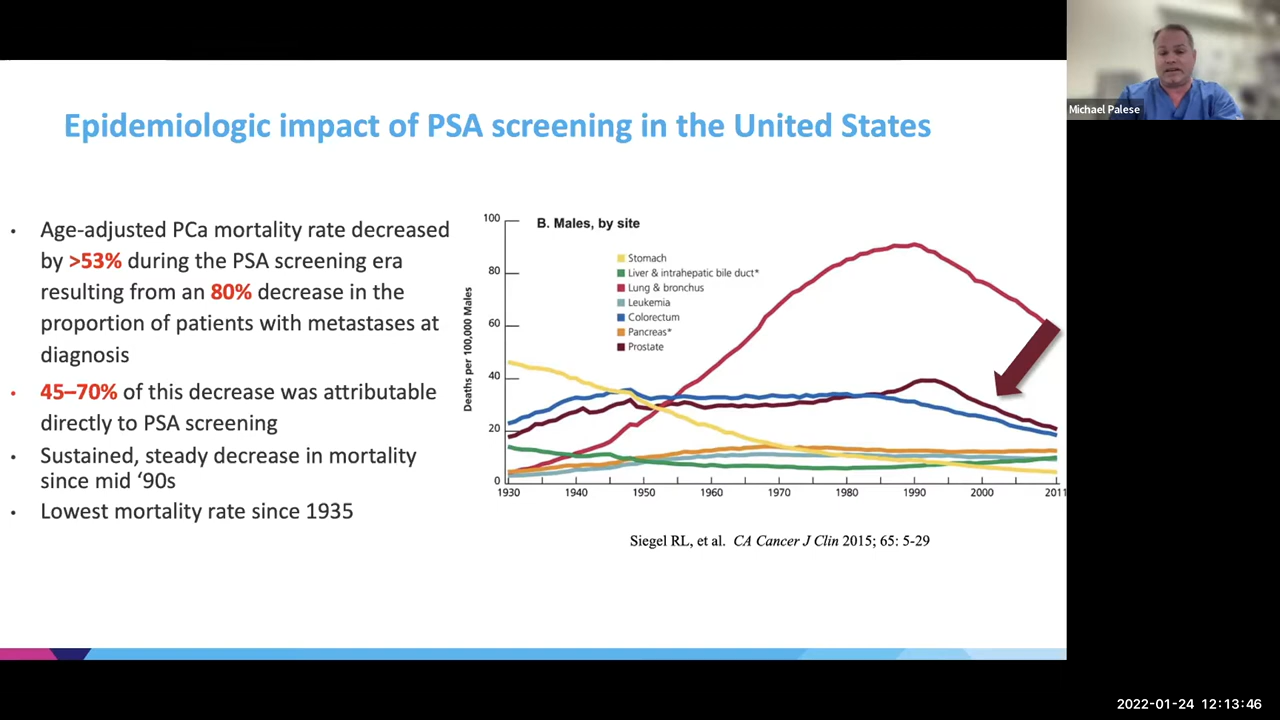 Michael Palese
Epidemiologic impact of PSA screening in the United States
• Age-adjusted PCa mortality rate decreased
by >53% during the PSA screening era
resulting from an 80% decrease in the
proportion of patients with metastases at
diagnosis
• 45–70% of this decrease was attributable
directly to PSA screening
• Sustained, steady decrease in mortality
since mid ‘90s
• Lowest mortality rate since 1935
B. Males, by site
Stomach
Liver & intrahepatic bile duct*
Lung & bronchus
Leukemia
Colorectum
Pancreas*
Prostate
Deaths per 100,000 Males
100
80
60
40
20
0
1930 1940 1950 1960 1970 1980 1990 2000 2011
Siegel RL, et al. CA Cancer J Clin 2015; 65: 5-29
2022-01-24 12:13:46